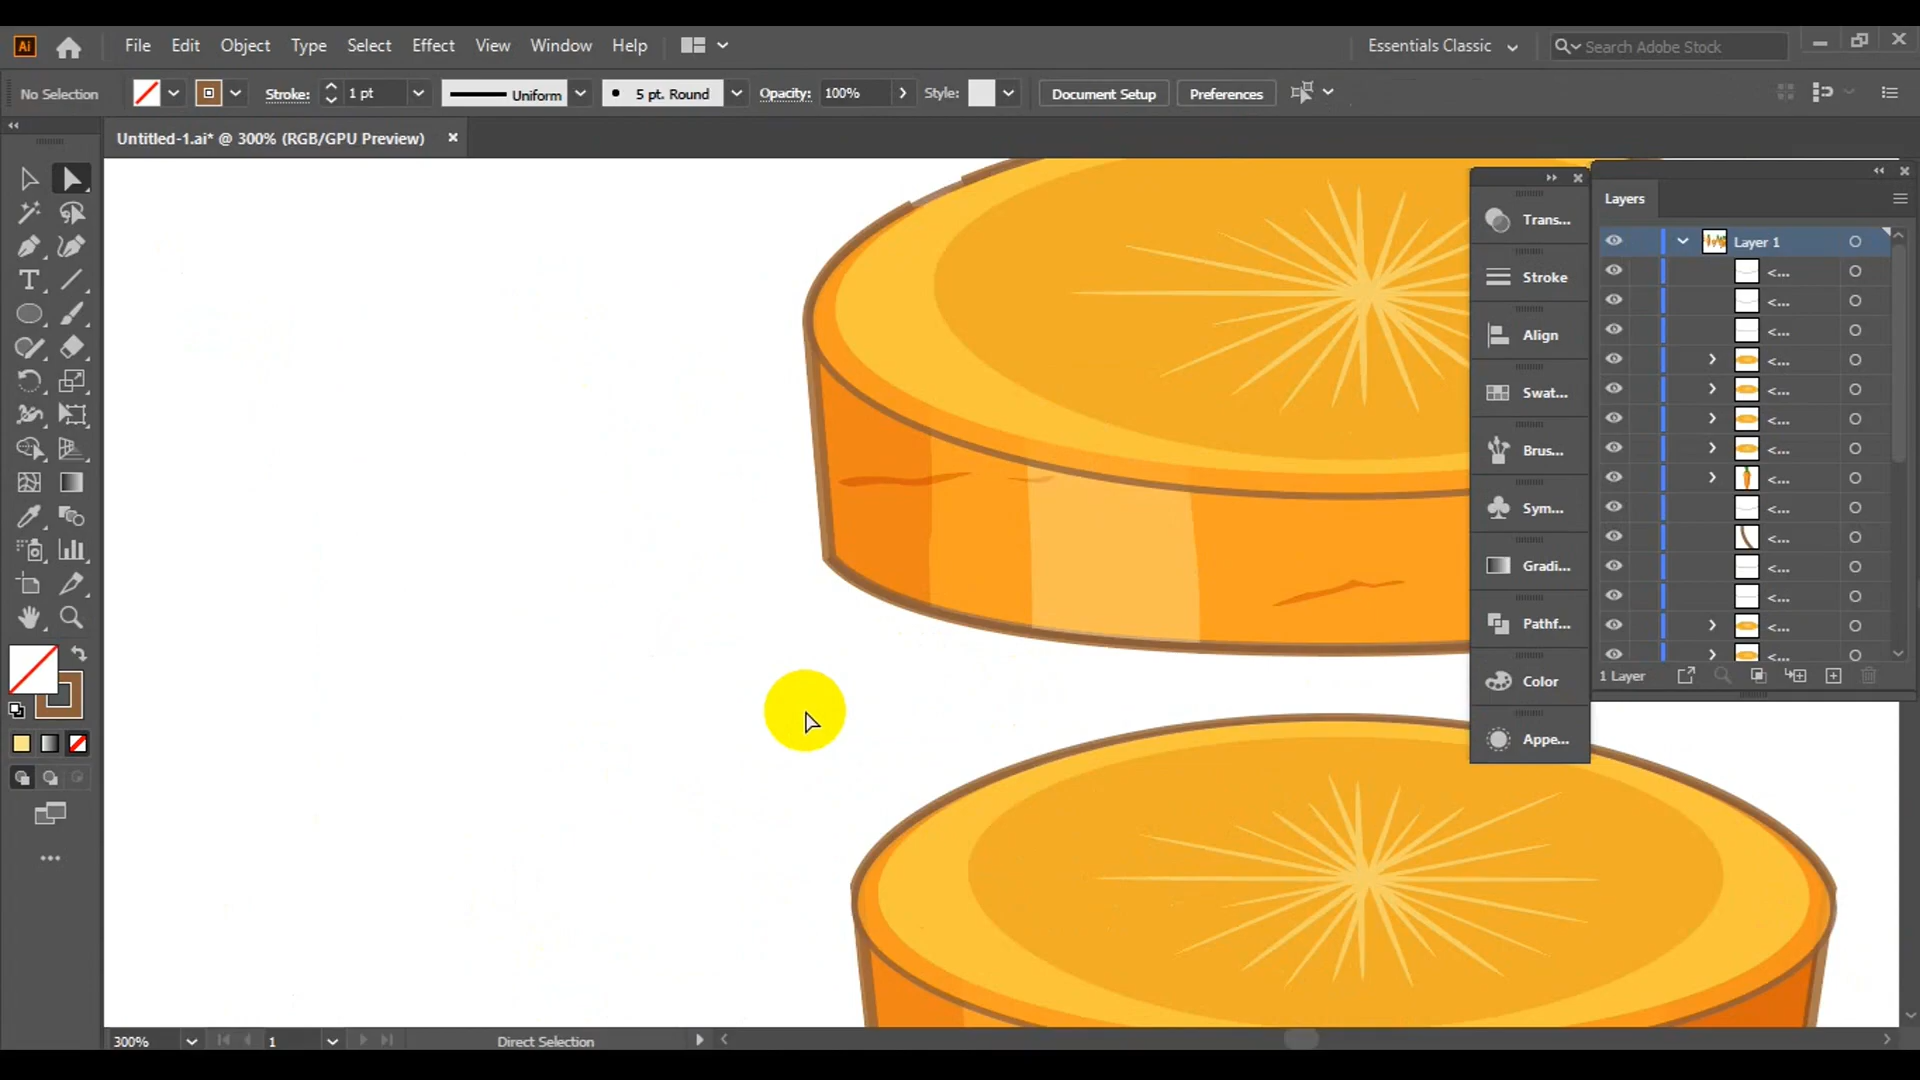 Ai File Edit Object Type Select Effect View Window Help Essentials Classic Search Adobe Stock
No Selection Stroke: 1 pt Uniform 5 pt. Round Opacity: 100% Style: Document Setup Preferences
Untitled-1.ai* @ 300% (RGB/GPU Preview)
Trans...
Stroke
Align
Swat...
Brus...
Sym...
Gradi...
Pathf...
Color
Appe...
Layers
Layer 1
<...
<...
<...
<...
<...
<...
<...
<...
<...
<...
<...
<...
<...
<...
1 Layer
300% 1 Direct Selection